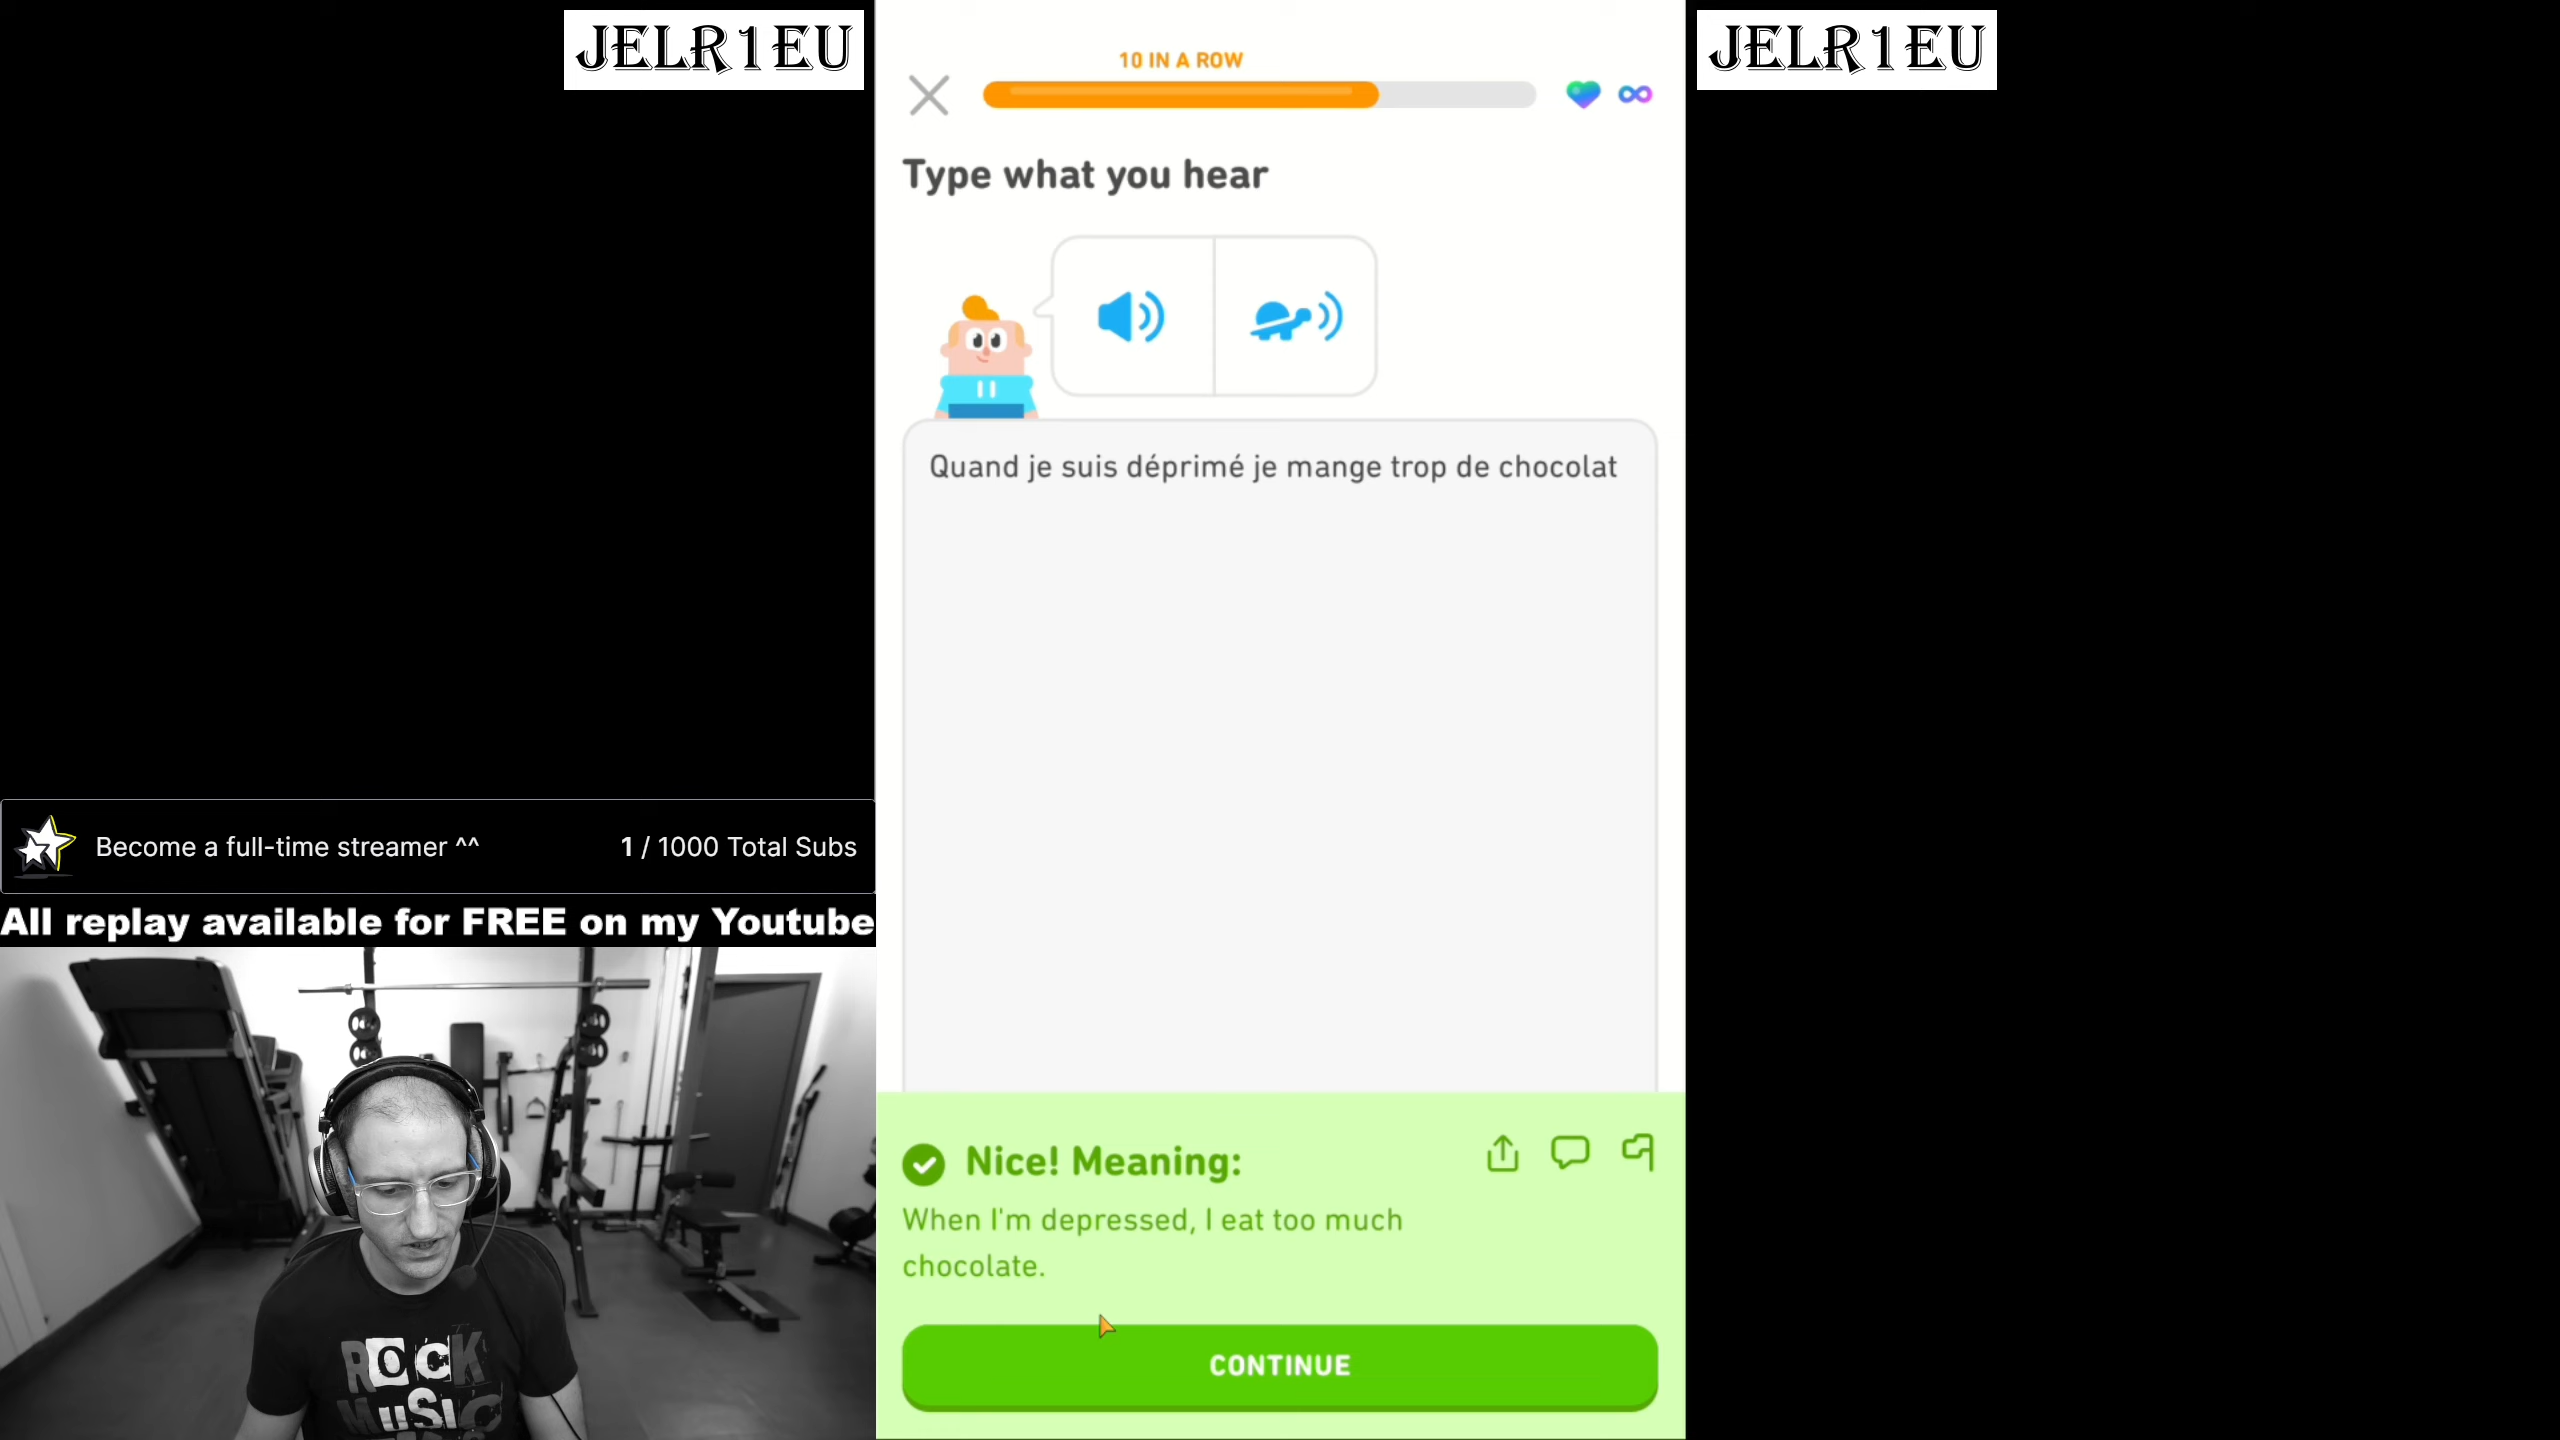 JELR1EU
JELR1EU
10 IN A ROW
Type what you hear
Quand je suis déprimé je mange trop de chocolat
Become a full-time streamer ^^
1 / 1000 Total Subs
All replay available for FREE on my Youtube
ROCK
MUSIC
Nice! Meaning:
When I'm depressed, I eat too much
chocolate.
CONTINUE